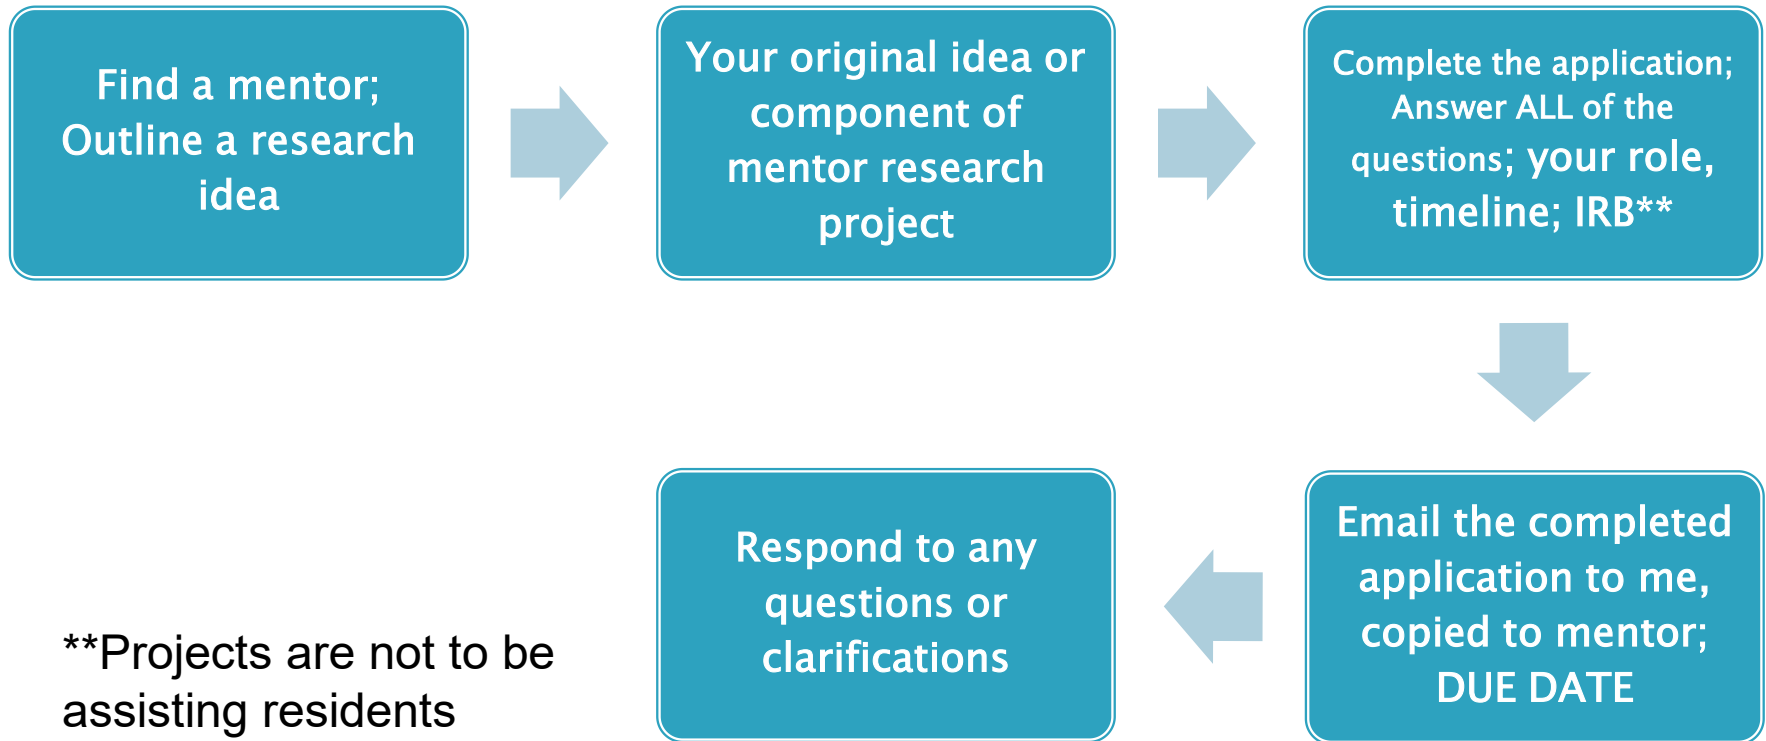 Find a mentor;
Outline a research
idea
Your original idea or
component of
mentor research
project
Complete the application;
Answer ALL of the
questions; your role,
timeline; IRB**
Email the completed
application to me,
copied to mentor;
DUE DATE
Respond to any
questions or
clarifications
**Projects are not to be
assisting residents